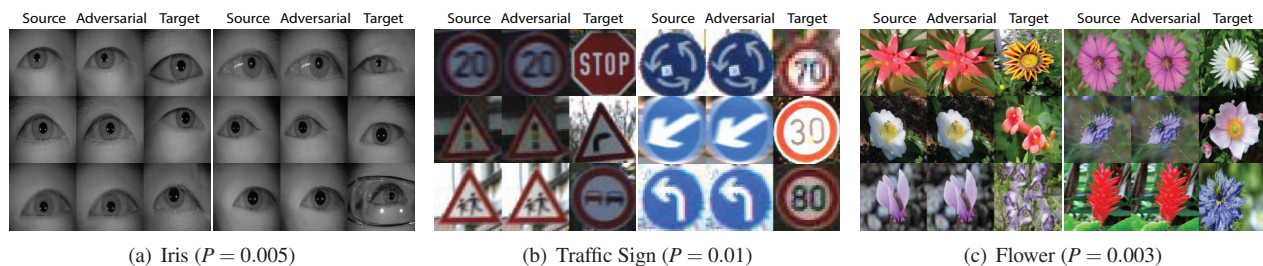 Source Adversarial Target Source Adversarial Target Source Adversarial Target Source Adversarial Target Source Adversarial Target Source Adversarial Target
20 20 STOP 70
30
80
(a) Iris (P = 0.005) (b) Traffic Sign (P = 0.01) (c) Flower (P = 0.003)